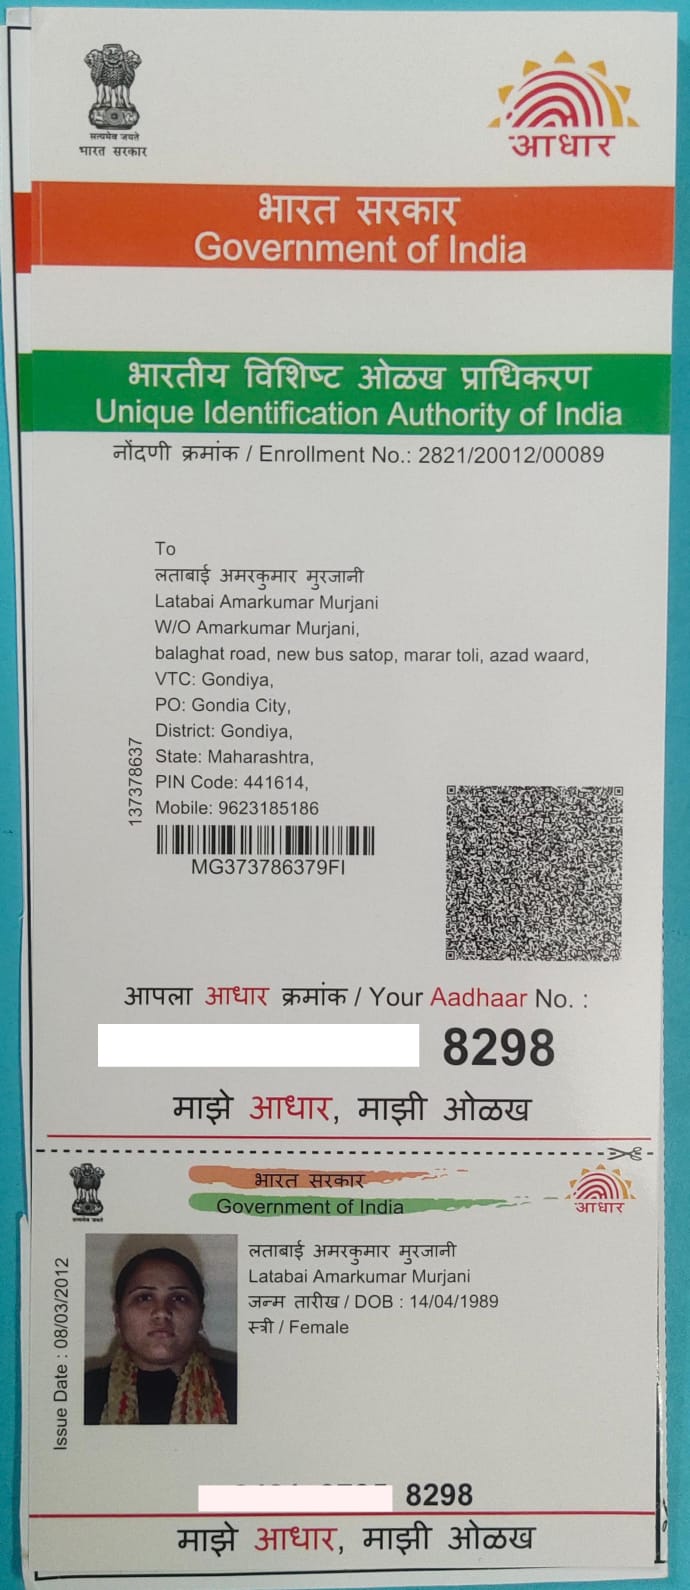 सत्यमेव जयते
भारत सरकार
आधार
भारत सरकार
Government of India
भारतीय विशिष्ट ओळख प्राधिकरण
Unique Identification Authority of India
नोंदणी क्रमांक / Enrollment No.: 2821/20012/00089
To
लताबाई अमरकुमार मुरजानी
Latabai Amarkumar Murjani
W/O Amarkumar Murjani,
balaghat road, new bus satop, marar toli, azad waard,
VTC: Gondiya,
PO: Gondia City,
District: Gondiya,
State: Maharashtra,
PIN Code: 441614,
Mobile: 9623185186
137378637
MG373786379FI
आपला आधार क्रमांक / Your Aadhaar No. :
8298
माझे आधार, माझी ओळख
सत्यमेव जयते
भारत सरकार
Government of India
आधार
लताबाई अमरकुमार मुरजानी
Latabai Amarkumar Murjani
जन्म तारीख / DOB : 14/04/1989
स्त्री / Female
Issue Date : 08/03/2012
8298
माझे आधार, माझी ओळख